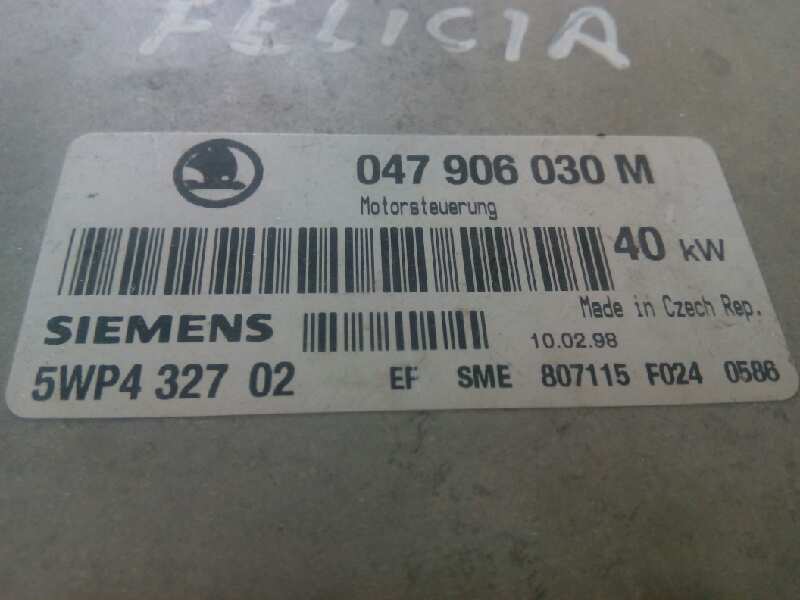 FELICIA
047 906 030 M
Motorsteuerung
40 kW
Made in Czech Rep.
SIEMENS
10.02.98
5WP4 327 02 EF SME 807115 F024 0586